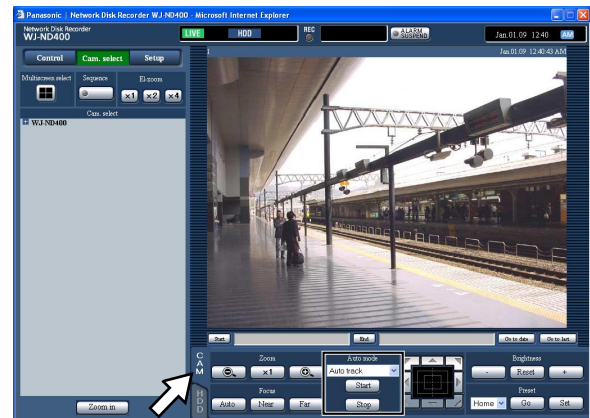 Panasonic | Network Disk Recorder WJ-ND400 - Microsoft Internet Explorer
Network Disk Recorder
WJ-ND400
LIVE HDD REC ALARM SUSPEND Jan.01.09 12:40 AM
Control Cam. select Setup
Jan.01.09 12:40:43 AM
Multiscreen select Sequence El-zoom
x1 x2 x4
Cam. select
WJ-ND400
Start End Go to date Go to last
CAM
Zoom Auto mode Brightness
x1 Auto track - Reset +
Start
HDD
Focus Preset
Auto Near Far Stop Home Go Set
Zoom in